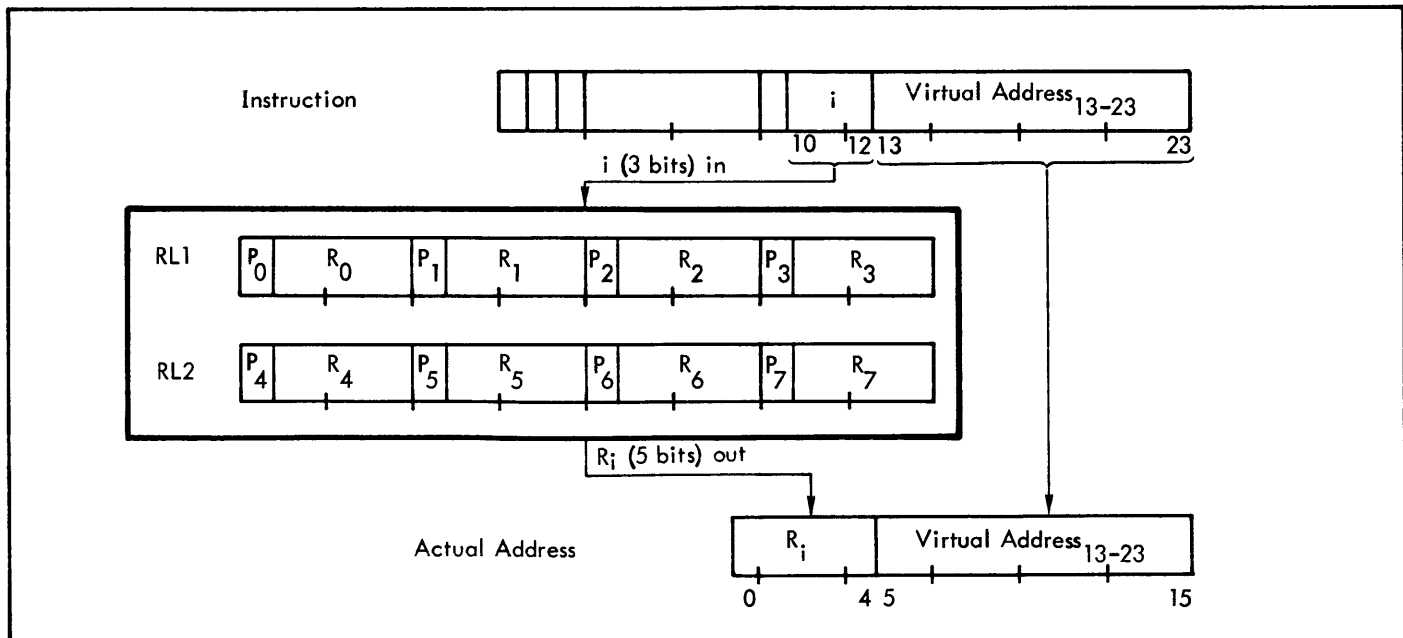 Instruction i Virtual Address13-23
10 12 13 23
i (3 bits) in
RL1 P0 R0 P1 R1 P2 R2 P3 R3
RL2 P4 R4 P5 R5 P6 R6 P7 R7
Ri (5 bits) out
Actual Address Ri Virtual Address13-23
0 4 5 15